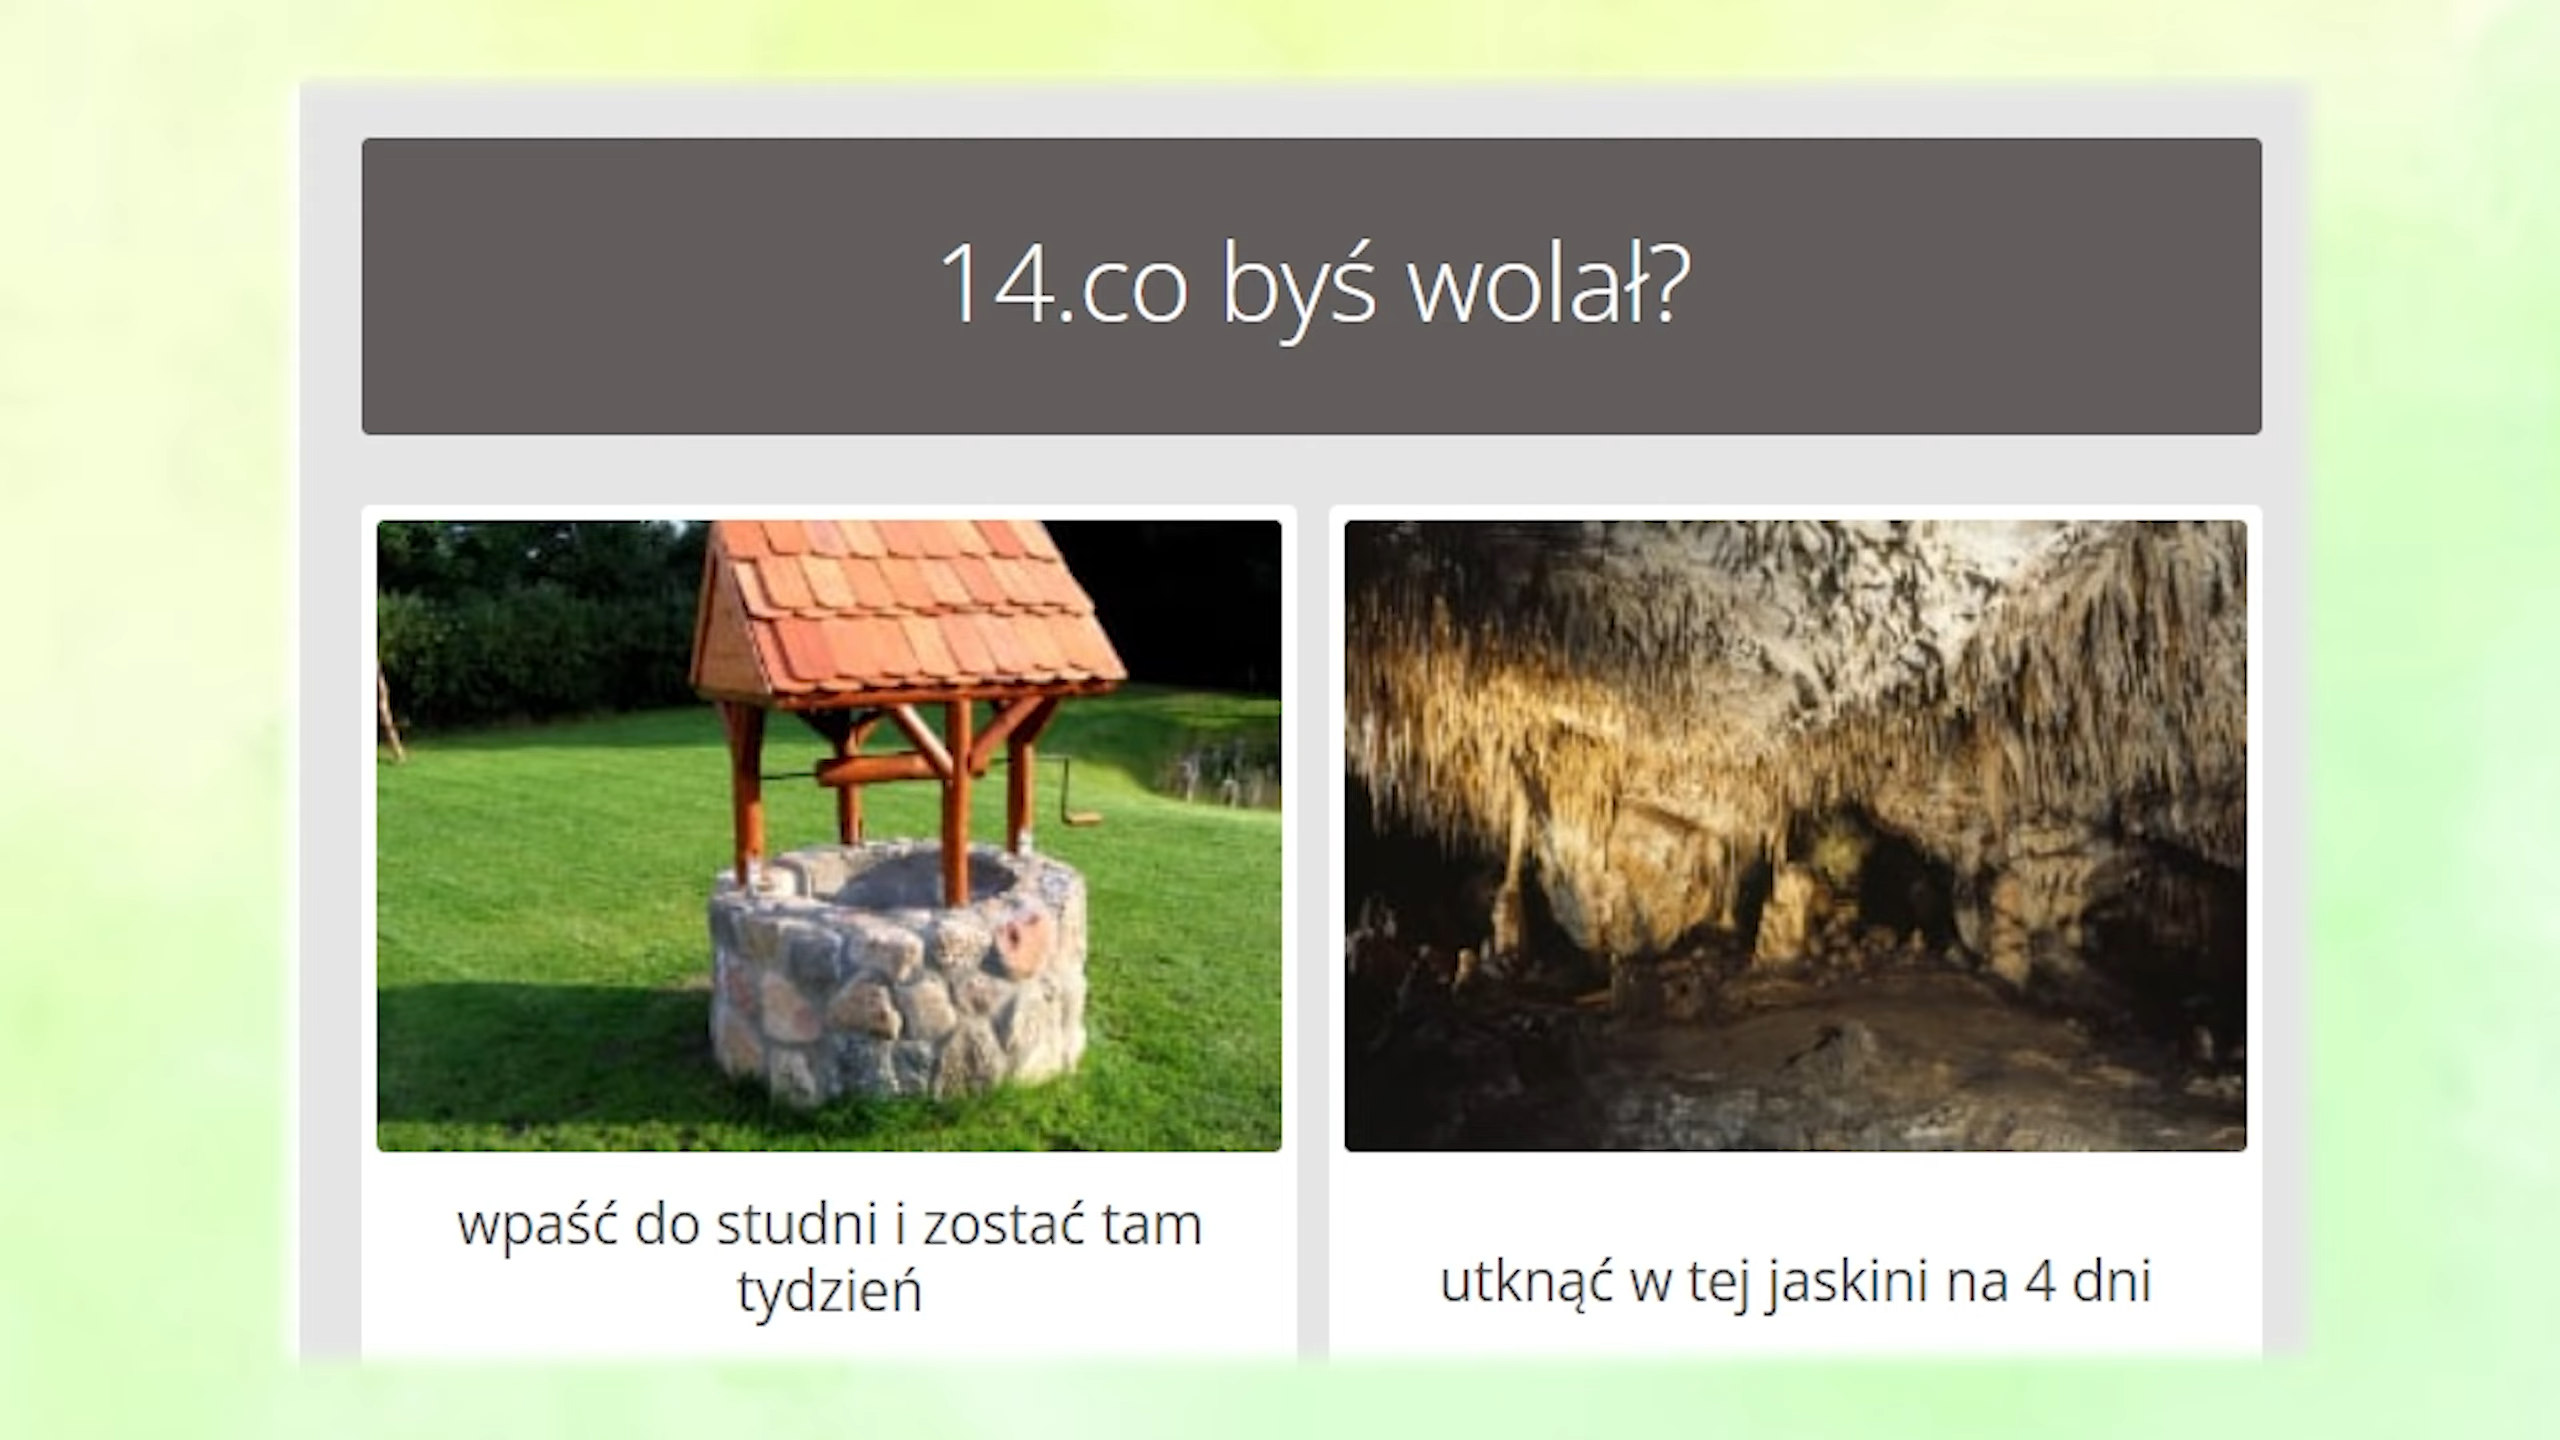 14.co byś wolał?
wpaść do studni i zostać tam
tydzień
utknąć w tej jaskini na 4 dni